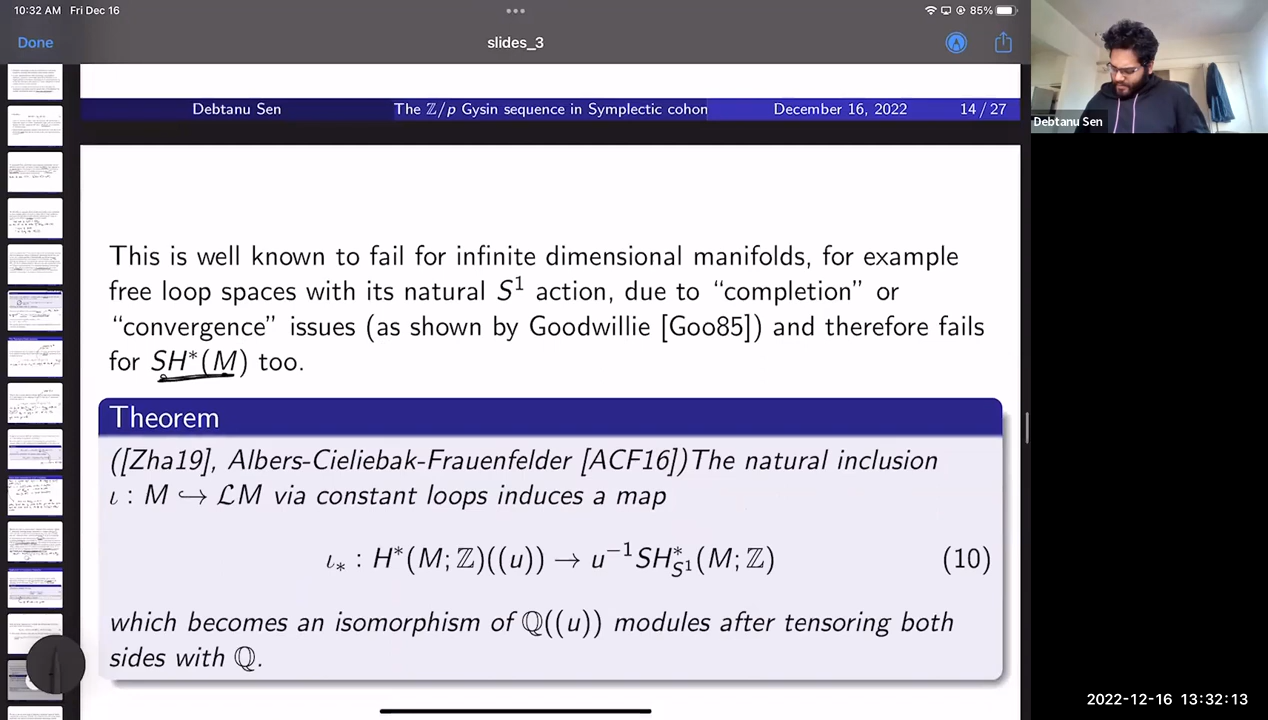 10:32 AM Fri Dec 16
85%
Done
slides_3
Debtanu Sen The ℤ/p Gysin sequence in Symplectic cohon December 16, 2022 14 / 27
Debtanu Sen
This is well known to fail for infinite dimensional manifolds, for example
free loop spaces with its natural S¹ action, due to “completion” or
“convergence” issues (as shown by Goodwillie [Goo85]) and therefore fails
for SH*(M) too.
Theorem
([Zha19], Albers-Cieliebak-Frauenfelder [ACF16])The natural inclusion
ι : M ↪ ℒM via constant loops induces a map
ι_* : H*(M; ℤ)((u)) → u⁻¹SH*_{S¹}(M; ℤ) (10)
which becomes an isomorphism of ℚ((u)) modules after tensoring both
sides with ℚ.
2022-12-16 13:32:13